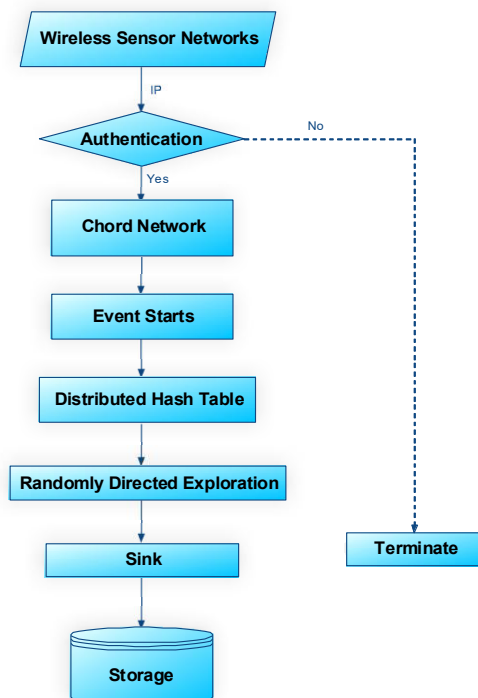 Wireless Sensor Networks
IP
Authentication
No
Yes
Chord Network
Event Starts
Distributed Hash Table
Randomly Directed Exploration
Sink
Terminate
Storage